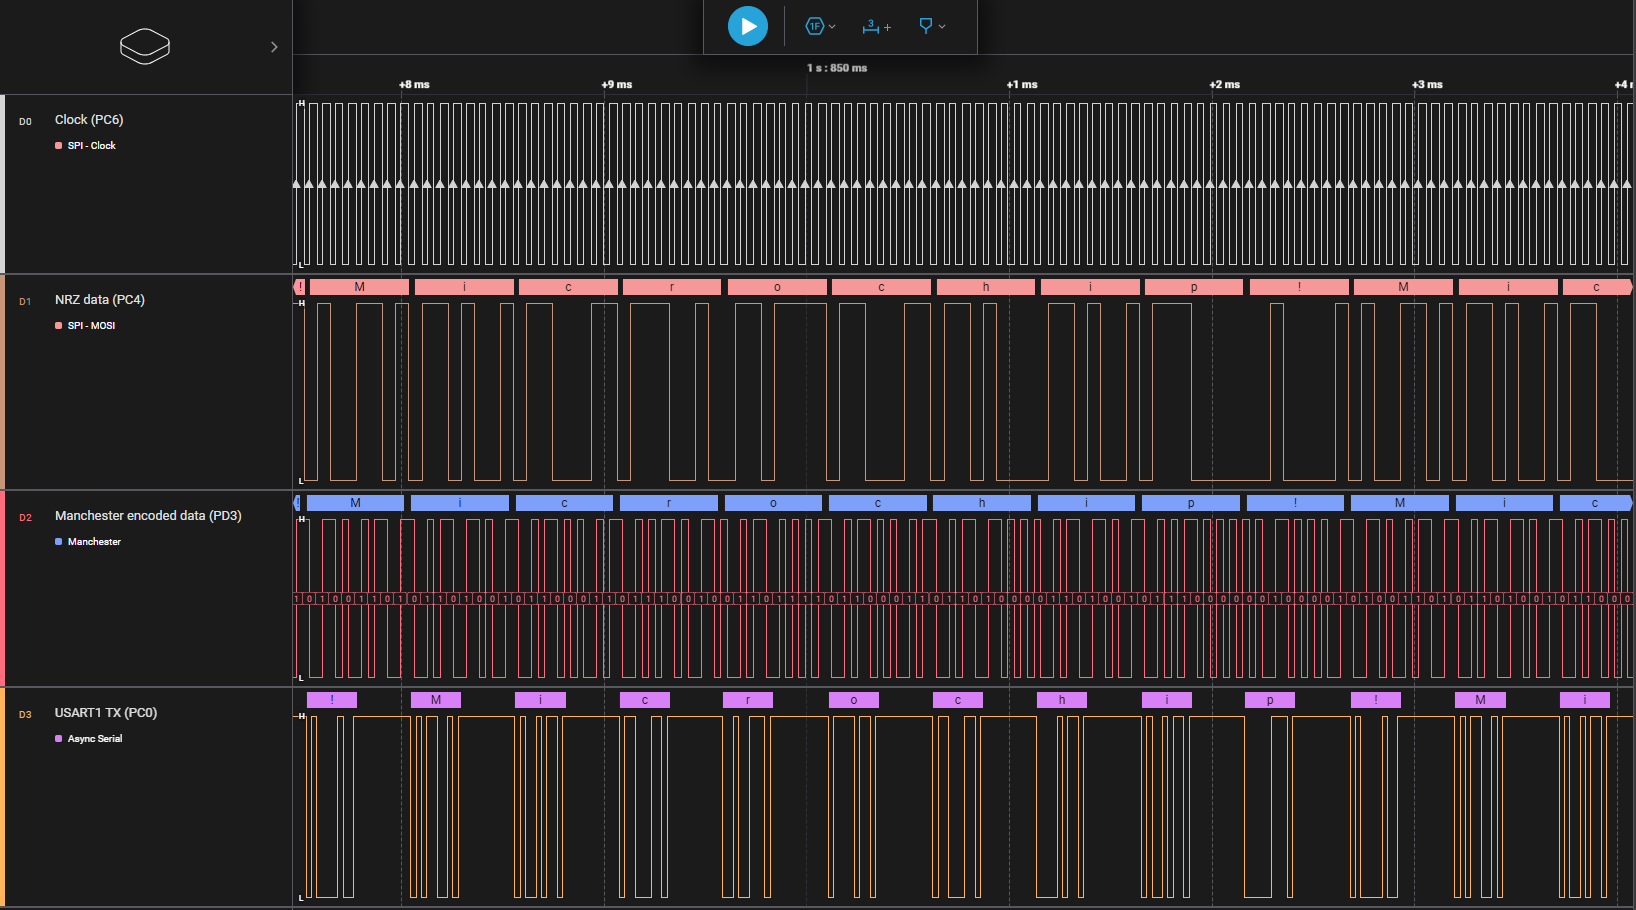 1F
3
+
1 s : 850 ms
+8 ms
+9 ms
+1 ms
+2 ms
+3 ms
D0
Clock (PC6)
SPI - Clock
H
L
D1
NRZ data (PC4)
SPI - MOSI
! M i c r o c h i p ! M i c
H
L
D2
Manchester encoded data (PD3)
Manchester
M i c r o c h i p ! M i c
H
1 0 1 0 0 1 1 0 1 0 1 1 0 1 0 0 1 0 1 1 0 0 0 1 1 0 1 1 1 0 0 1 0 0 1 1 0 1 1 1 1 0 1 1 0 0 0 1 1 0 1 1 0 1 0 0 0 0 1 1 0 1 0 0 1 0 1 1 1 0 0 0 0 0 0 1 0 0 0 0 1 0 1 0 0 1 1 0 1 0 1 1 0 1 0 0 1 0 1 1 0 0 0
L
D3
USART1 TX (PC0)
Async Serial
! M i c r o c h i p ! M i
H
L